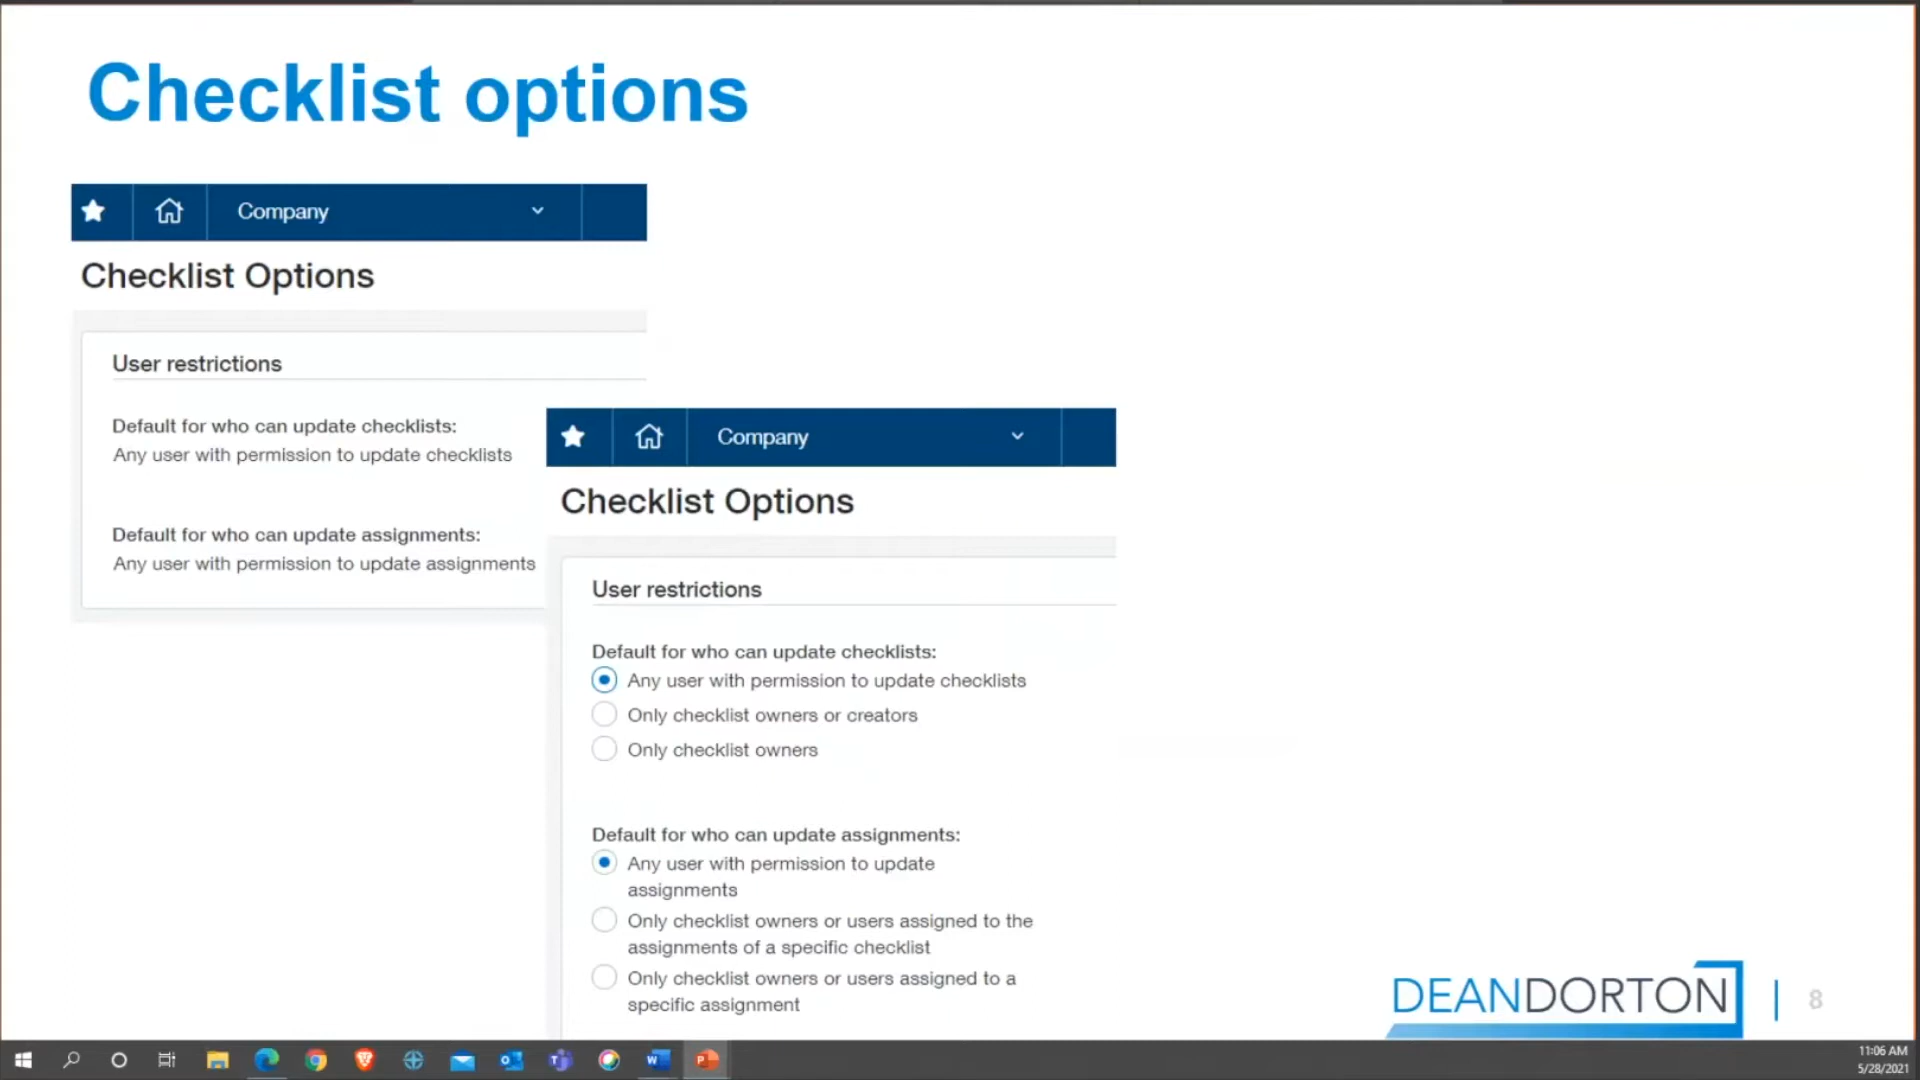 Checklist options
Company
Checklist Options
User restrictions
Default for who can update checklists:
Any user with permission to update checklists
Default for who can update assignments:
Any user with permission to update assignments
Company
Checklist Options
User restrictions
Default for who can update checklists:
Any user with permission to update checklists
Only checklist owners or creators
Only checklist owners
Default for who can update assignments:
Any user with permission to update
assignments
Only checklist owners or users assigned to the
assignments of a specific checklist
Only checklist owners or users assigned to a
specific assignment
DEANDORTON
8
11:06 AM
5/28/2021